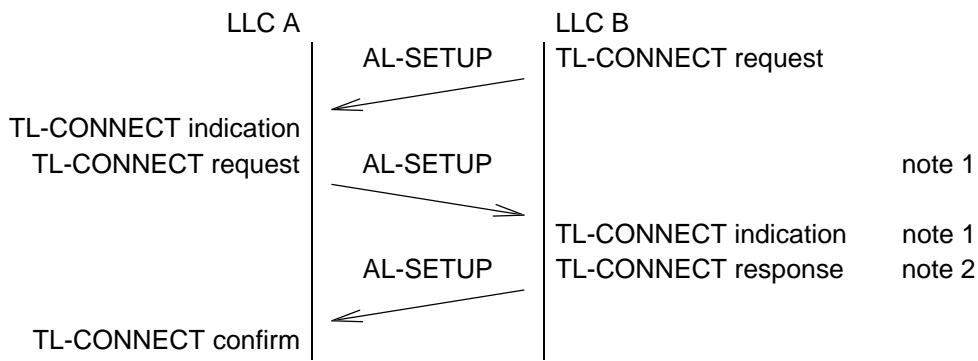 LLC A LLC B
AL-SETUP TL-CONNECT request
TL-CONNECT indication
TL-CONNECT request AL-SETUP note 1
TL-CONNECT indication note 1
AL-SETUP TL-CONNECT response note 2
TL-CONNECT confirm